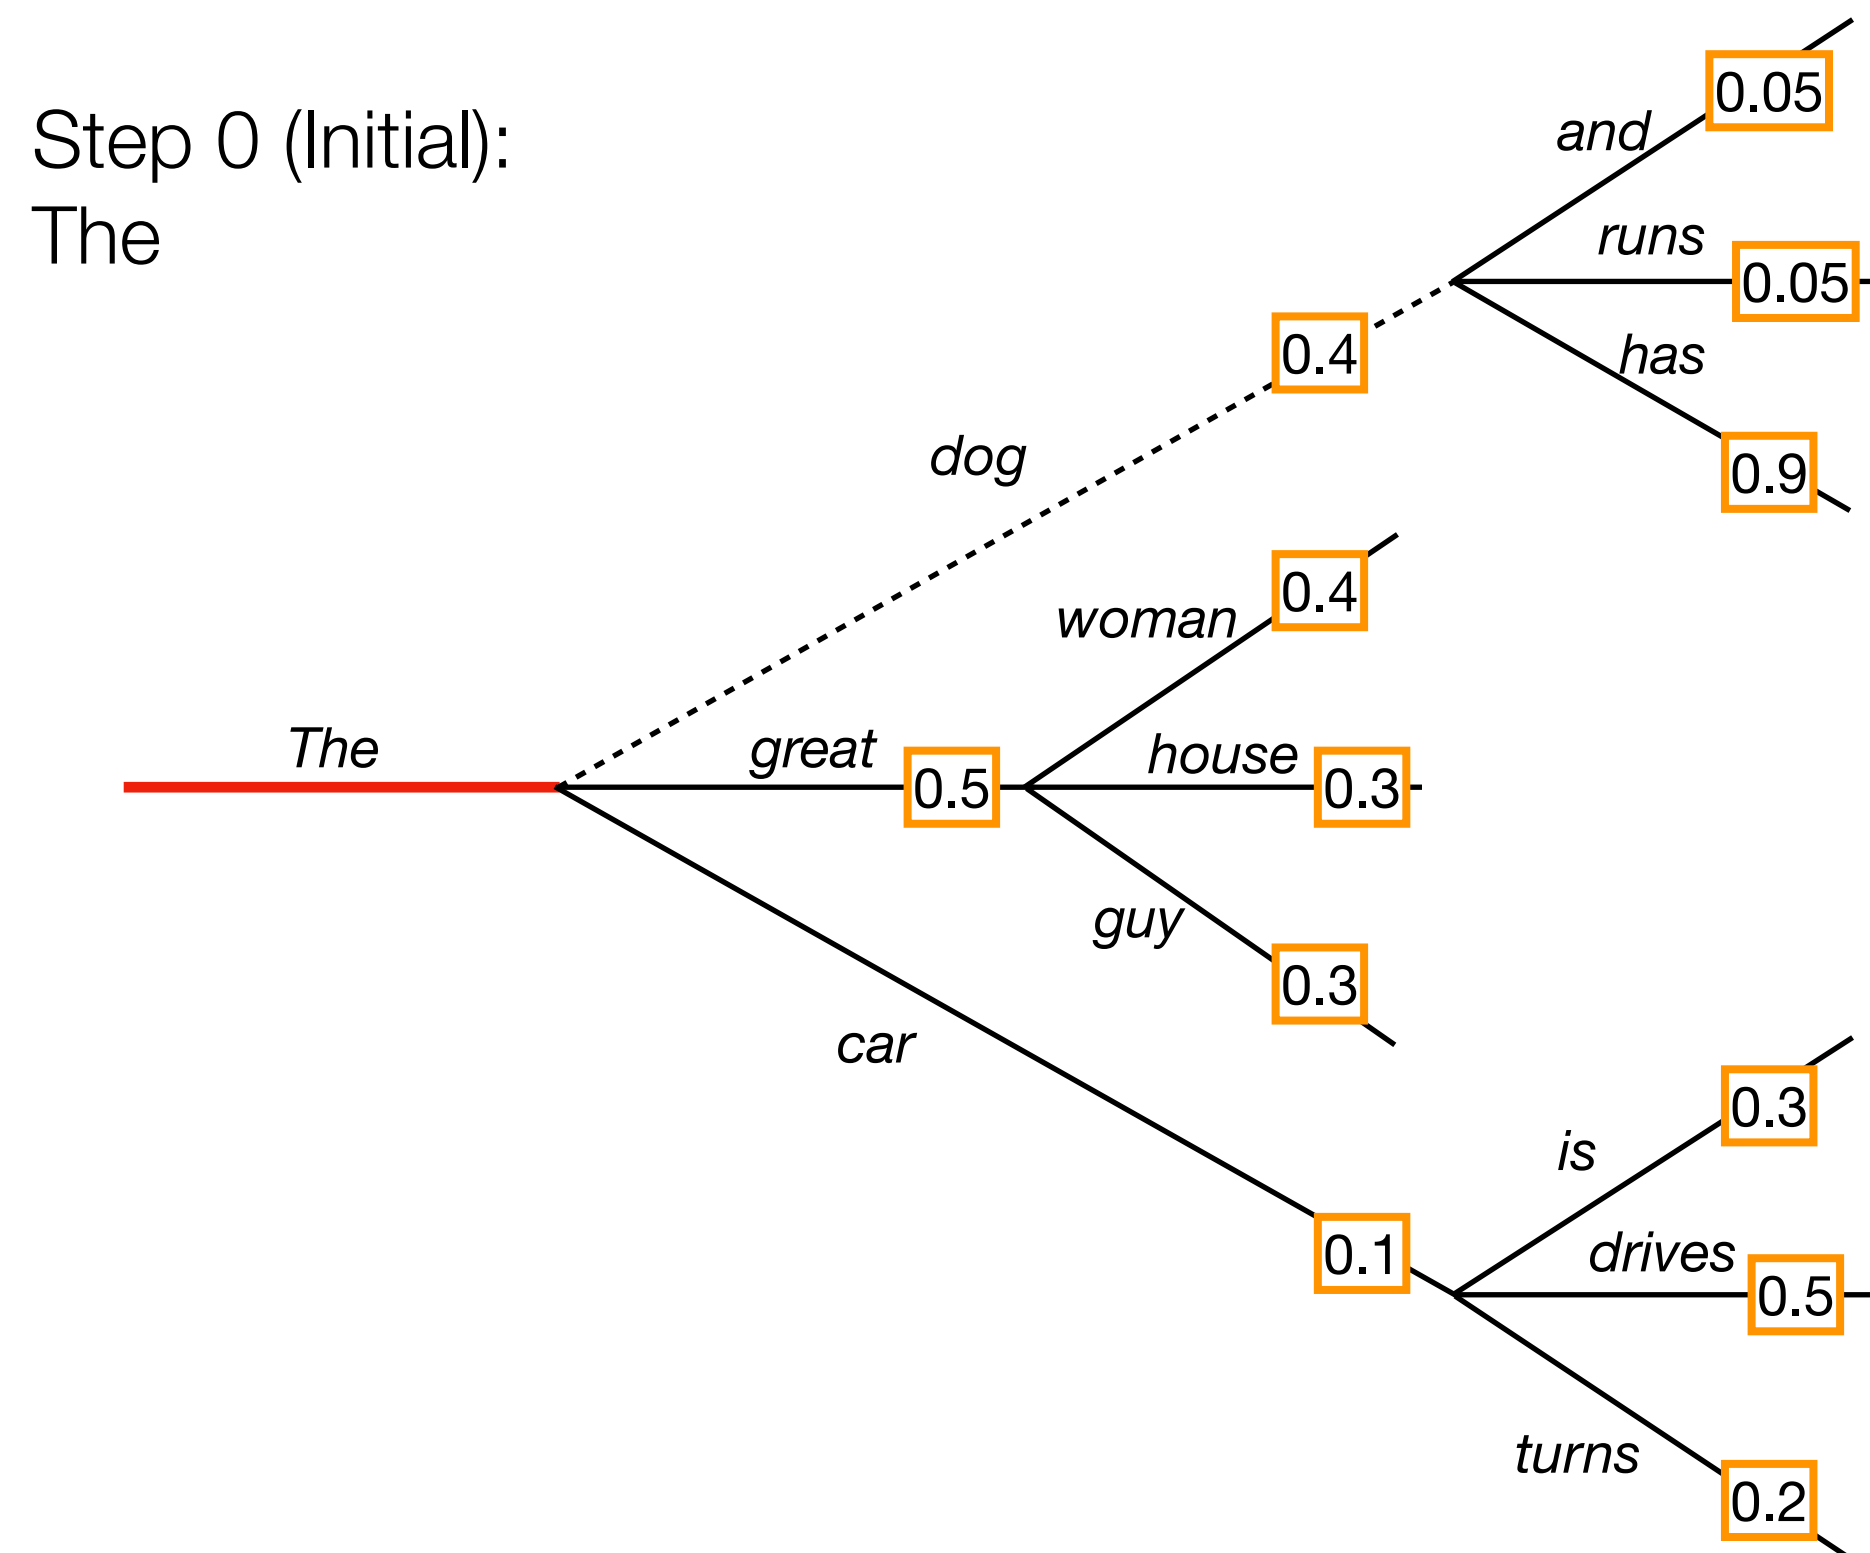 Step 0 (Initial):
The
and
0.05
runs
0.05
has
0.9
0.4
dog
woman
0.4
The
great
0.5
house
0.3
guy
0.3
car
0.1
is
0.3
drives
0.5
turns
0.2